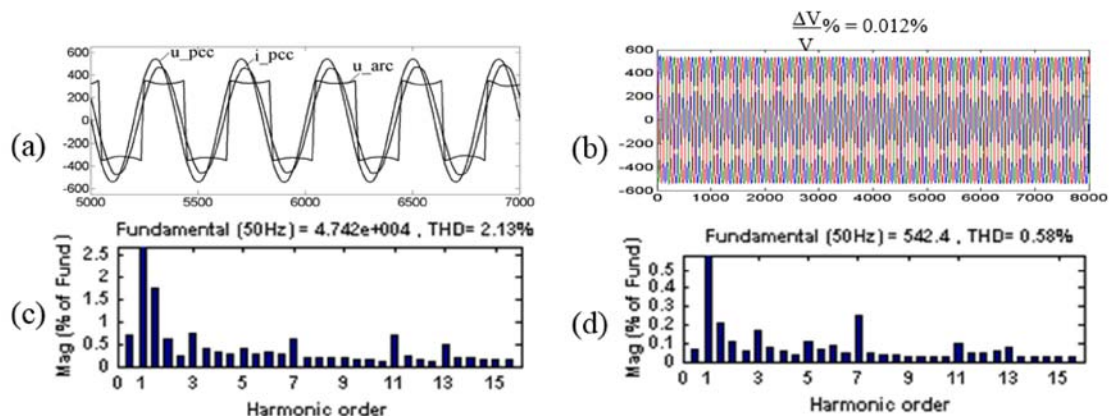 (a)
600
400
200
0
-200
-400
-600
u_pcc
i_pcc
u_arc
5000
5500
6000
6500
7000
(b)
ΔV
V
% = 0.012%
600
400
200
0
-200
-400
-600
0
1000
2000
3000
4000
5000
6000
7000
8000
(c)
Fundamental (50Hz) = 4.742e+004 , THD= 2.13%
Mag (% of Fund)
2.5
2
1.5
1
0.5
0
0 1 3 5 7 9 11 13 15
Harmonic order
(d)
Fundamental (50Hz) = 542.4 , THD= 0.58%
Mag (% of Fund)
0.5
0.4
0.3
0.2
0.1
0
0 1 3 5 7 9 11 13 15
Harmonic order